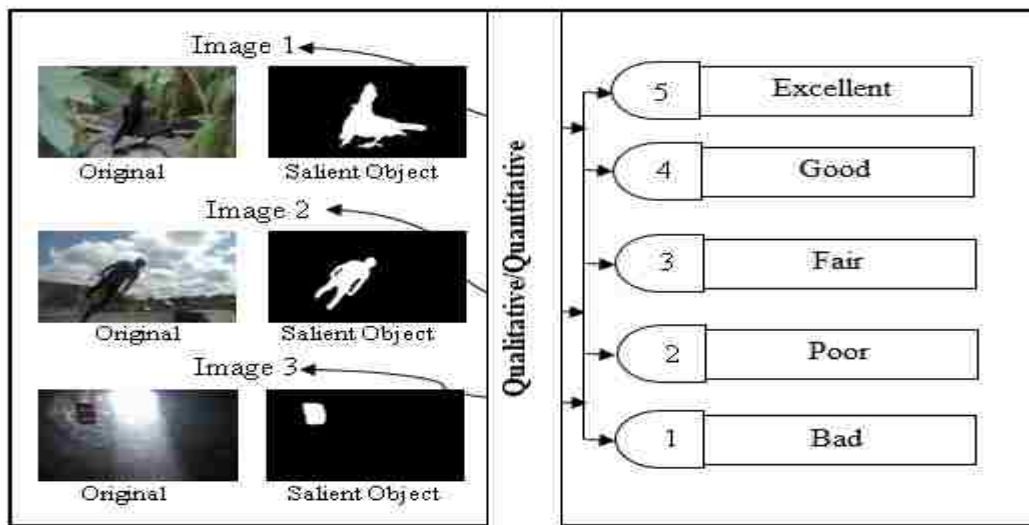 Image 1
Original
Salient Object
Image 2
Original
Salient Object
Image 3
Original
Salient Object
Qualitative/Quantitative
5 Excellent
4 Good
3 Fair
2 Poor
1 Bad